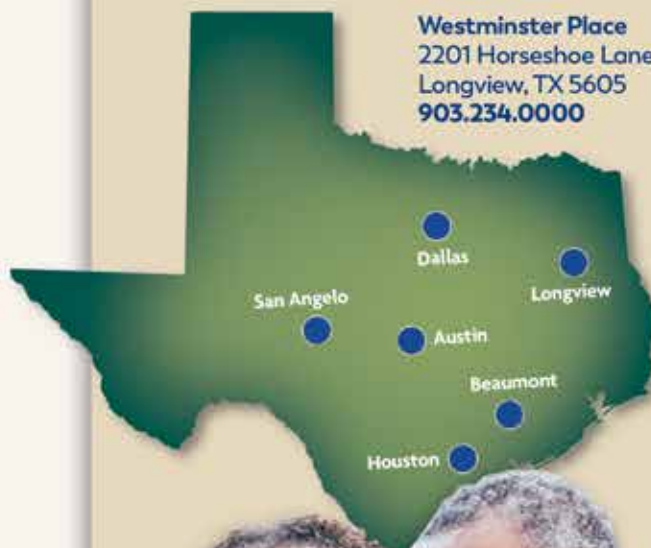 Westminster Place
2201 Horseshoe Lane
Longview, TX 5605
903.234.0000
Dallas
Longview
San Angelo
Austin
Beaumont
Houston